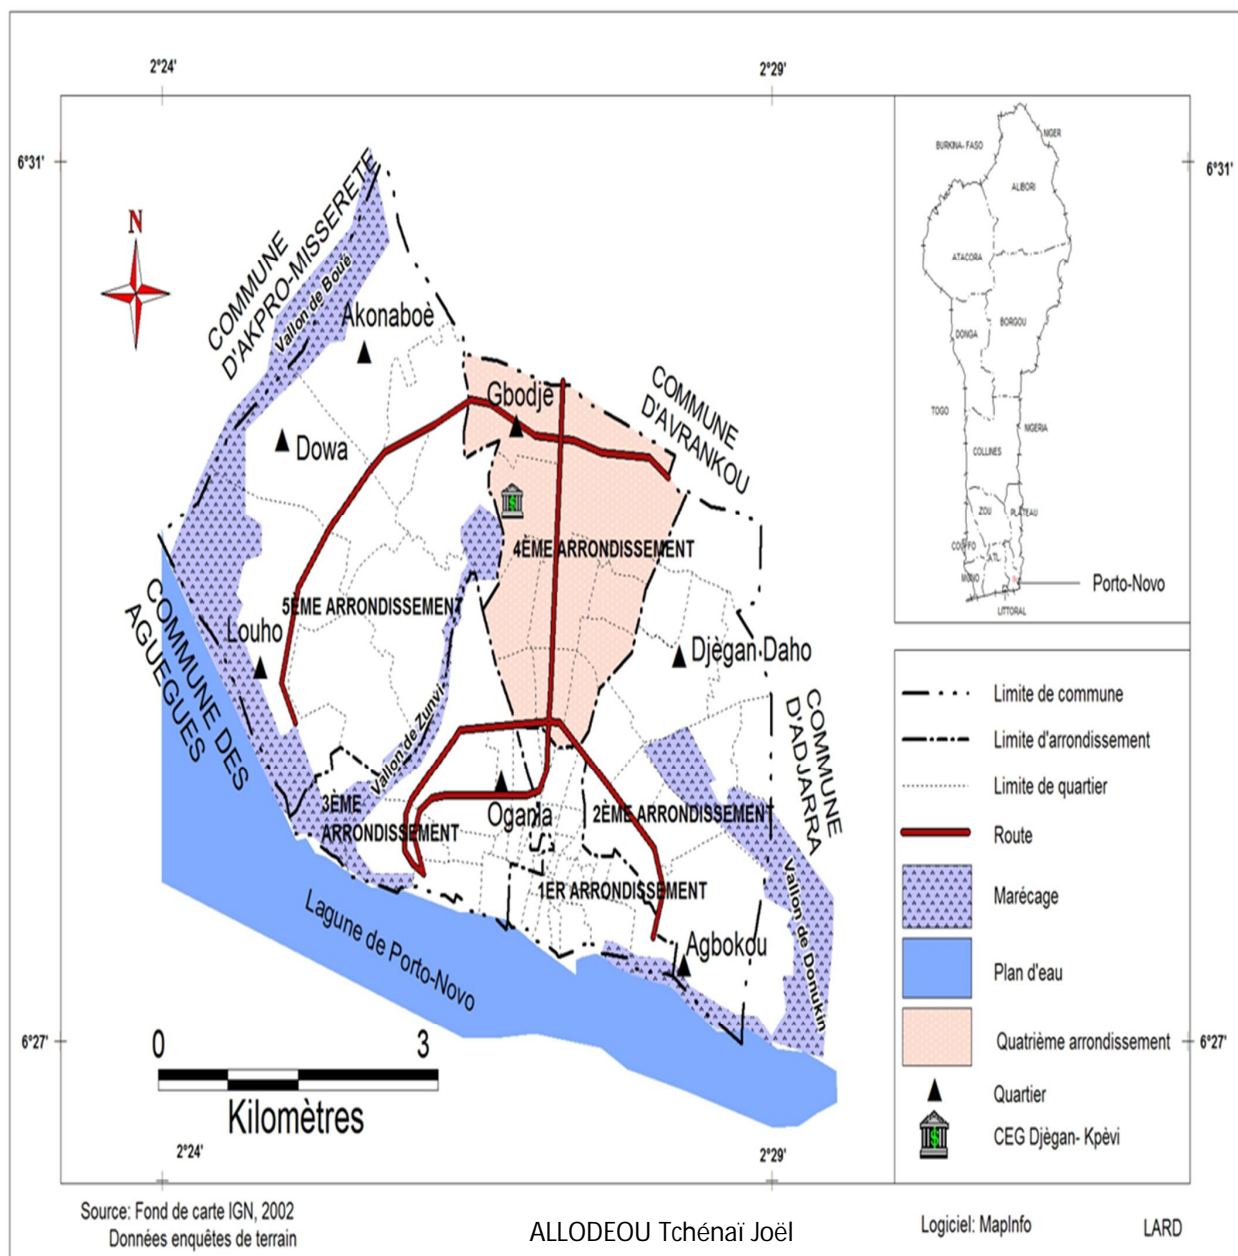 2°24'
2°29'
6°31'
6°31'
N
COMMUNE
D'AKPRO-MISSERETE
Vallon de Boué
Akonaboè
Gbodje
COMMUNE
D'AVRANKOU
Dowa
4ÈME ARRONDISSEMENT
5ÈME ARRONDISSEMENT
COMMUNE DES
AGUEGUES
Louho
Djègan Daho
COMMUNE
D'ADJARRA
Vallon de Zunvi
3ÈME
ARRONDISSEMENT
Ogania
2ÈME ARRONDISSEMENT
1ER ARRONDISSEMENT
Vallon de Donukin
Agbokou
Lagune de Porto-Novo
0 3
Kilomètres
6°27'
6°27'
2°24'
2°29'
BURKINA- FASO
NIGER
ALIBORI
ATACORA
BORGOU
DONGA
TOGO
NIGERIA
COLLINES
ZOU
PLATEAU
COUFFO
ATL
MONO
Porto-Novo
LITTORAL
Limite de commune
Limite d'arrondissement
Limite de quartier
Route
Marécage
Plan d'eau
Quatrième arrondissement
Quartier
CEG Djègan- Kpèvi
Source: Fond de carte IGN, 2002
Données enquêtes de terrain
ALLODEOU Tchénaï Joël
Logiciel: MapInfo
LARD